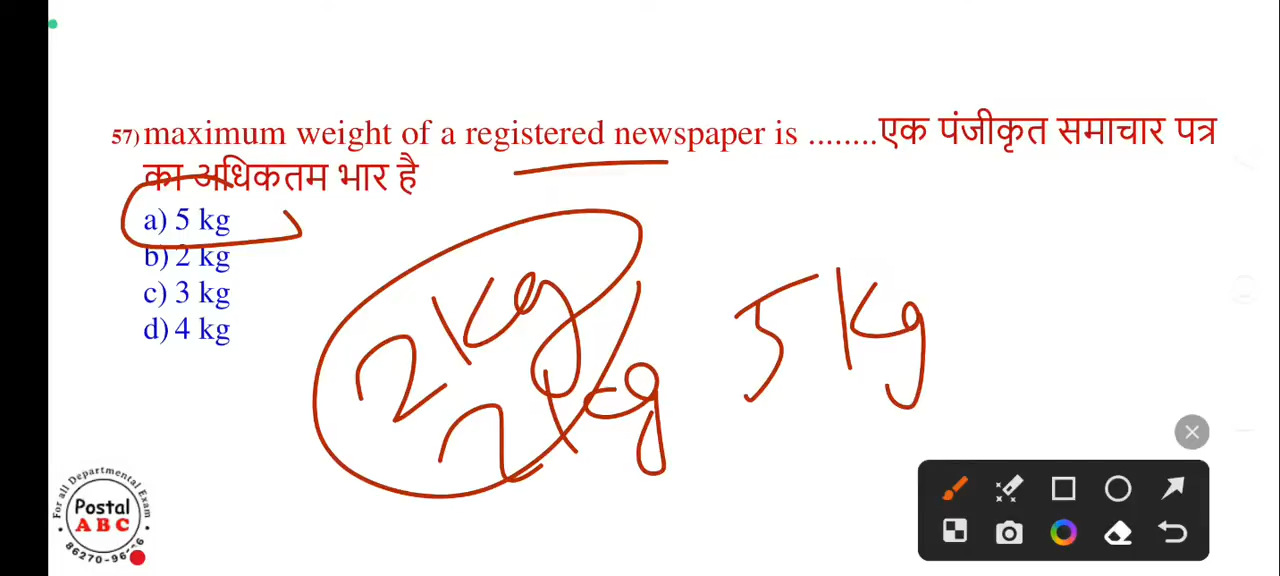 57) maximum weight of a registered newspaper is ........एक पंजीकृत समाचार पत्र
का अधिकतम भार है
a) 5 kg
b) 2 kg
c) 3 kg
d) 4 kg
2 kg
5 kg
2 kg
For all Departmental Exam
Postal
ABC